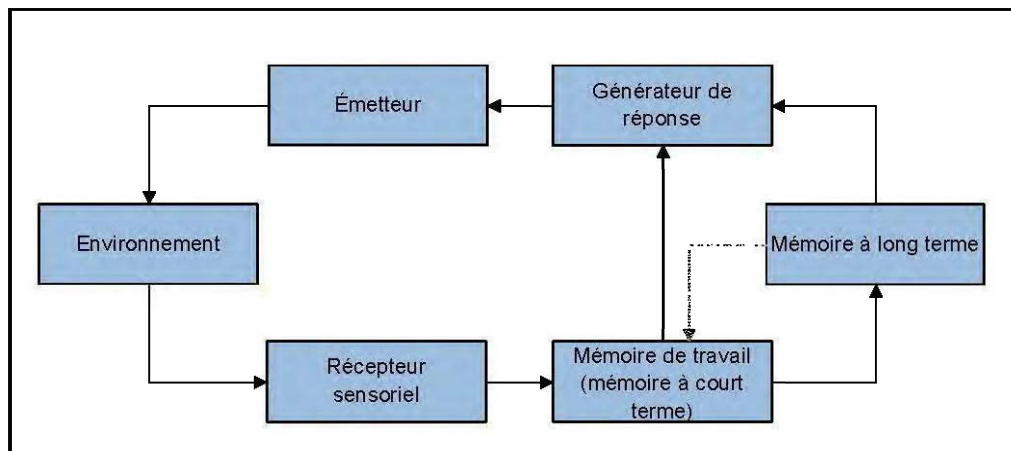 Émetteur
Générateur de
réponse
Environnement
Mémoire à long terme
Récepteur
sensoriel
Mémoire de travail
(mémoire à court
terme)